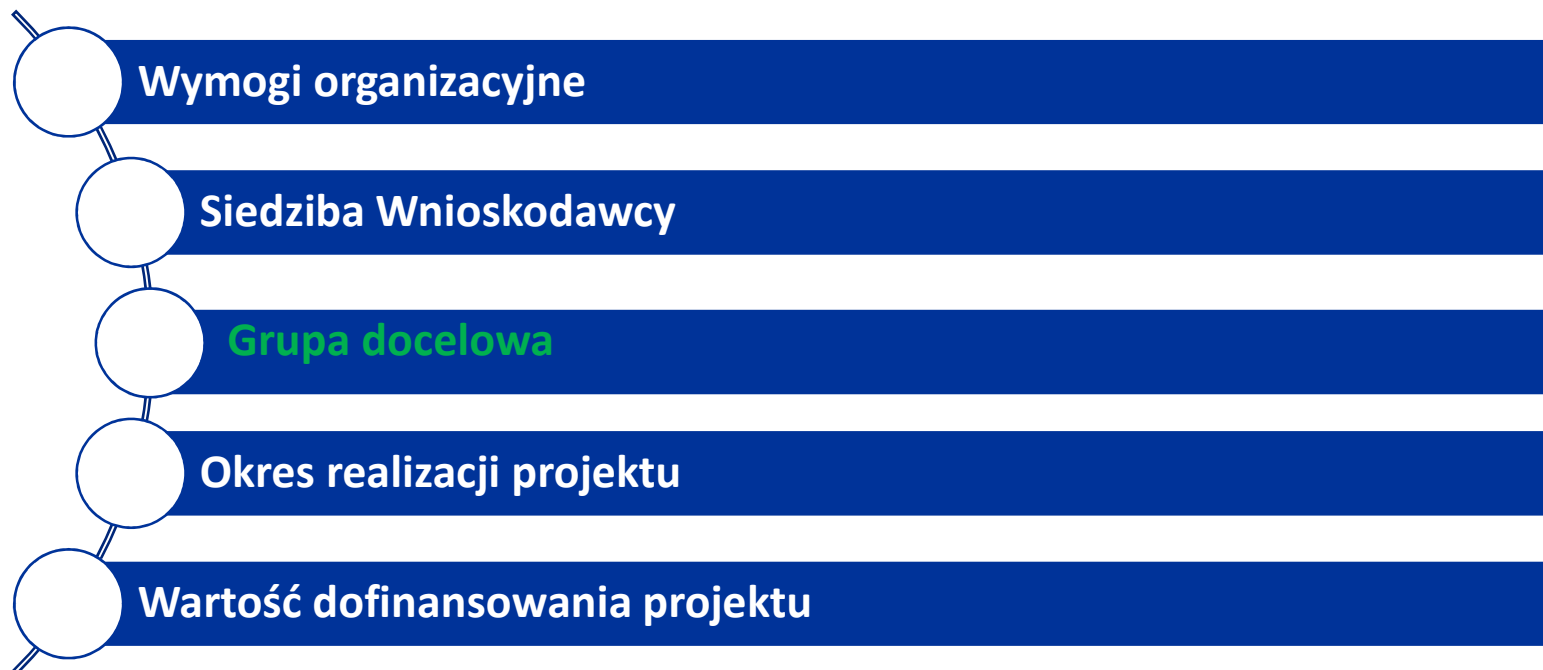 Wymogi organizacyjne
Siedziba Wnioskodawcy
Grupa docelowa
Okres realizacji projektu
Wartość dofinansowania projektu